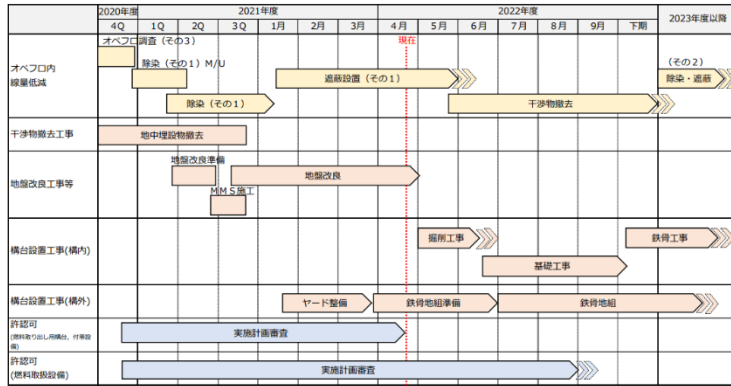 2020年度 2021年度 2022年度 2023年度以降
4Q 1Q 2Q 3Q 1月 2月 3月 4月 5月 6月 7月 8月 9月 下期
現在
オペフロ内
線量低減
オペフロ調査(その3)
除染(その1)M/U
除染(その1)
遮蔽設置(その1)
干渉物撤去
(その2)
除染・遮蔽
干渉物撤去工事
地中埋設物撤去
地盤改良工事等
地盤改良準備
地盤改良
MMS施工
構台設置工事(構内)
掘削工事
基礎工事
鉄骨工事
構台設置工事(構外)
ヤード整備
鉄骨地組準備
鉄骨地組
許認可
(燃料取り出し用構台、付帯設
備)
実施計画審査
許認可
(燃料取扱設備)
実施計画審査